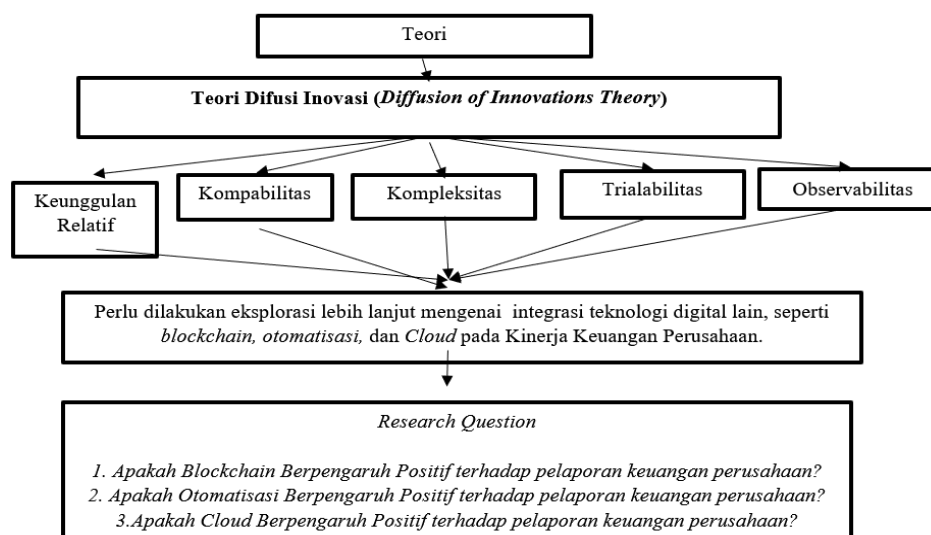 Teori
Teori Difusi Inovasi (Diffusion of Innovations Theory)
Keunggulan
Relatif
Kompabilitas
Kompleksitas
Trialabilitas
Observabilitas
Perlu dilakukan eksplorasi lebih lanjut mengenai integrasi teknologi digital lain, seperti
blockchain, otomatisasi, dan Cloud pada Kinerja Keuangan Perusahaan.
Research Question
1. Apakah Blockchain Berpengaruh Positif terhadap pelaporan keuangan perusahaan?
2. Apakah Otomatisasi Berpengaruh Positif terhadap pelaporan keuangan perusahaan?
3.Apakah Cloud Berpengaruh Positif terhadap pelaporan keuangan perusahaan?